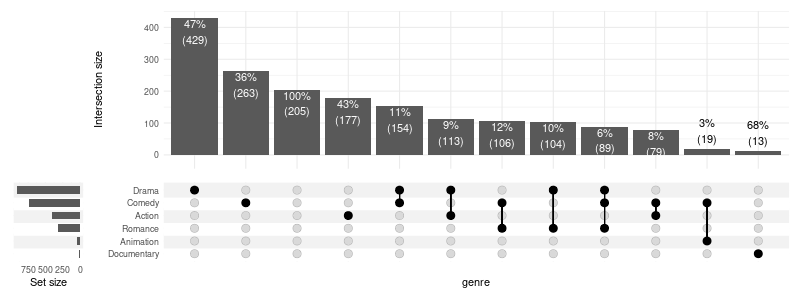 400
300
200
100
0
Intersection size
47%
(429)
36%
(263)
100%
(205)
43%
(177)
11%
(154)
9%
(113)
12%
(106)
10%
(104)
6%
(89)
8%
(79)
3%
(19)
68%
(13)
Drama
Comedy
Action
Romance
Animation
Documentary
750 500 250 0
Set size
genre